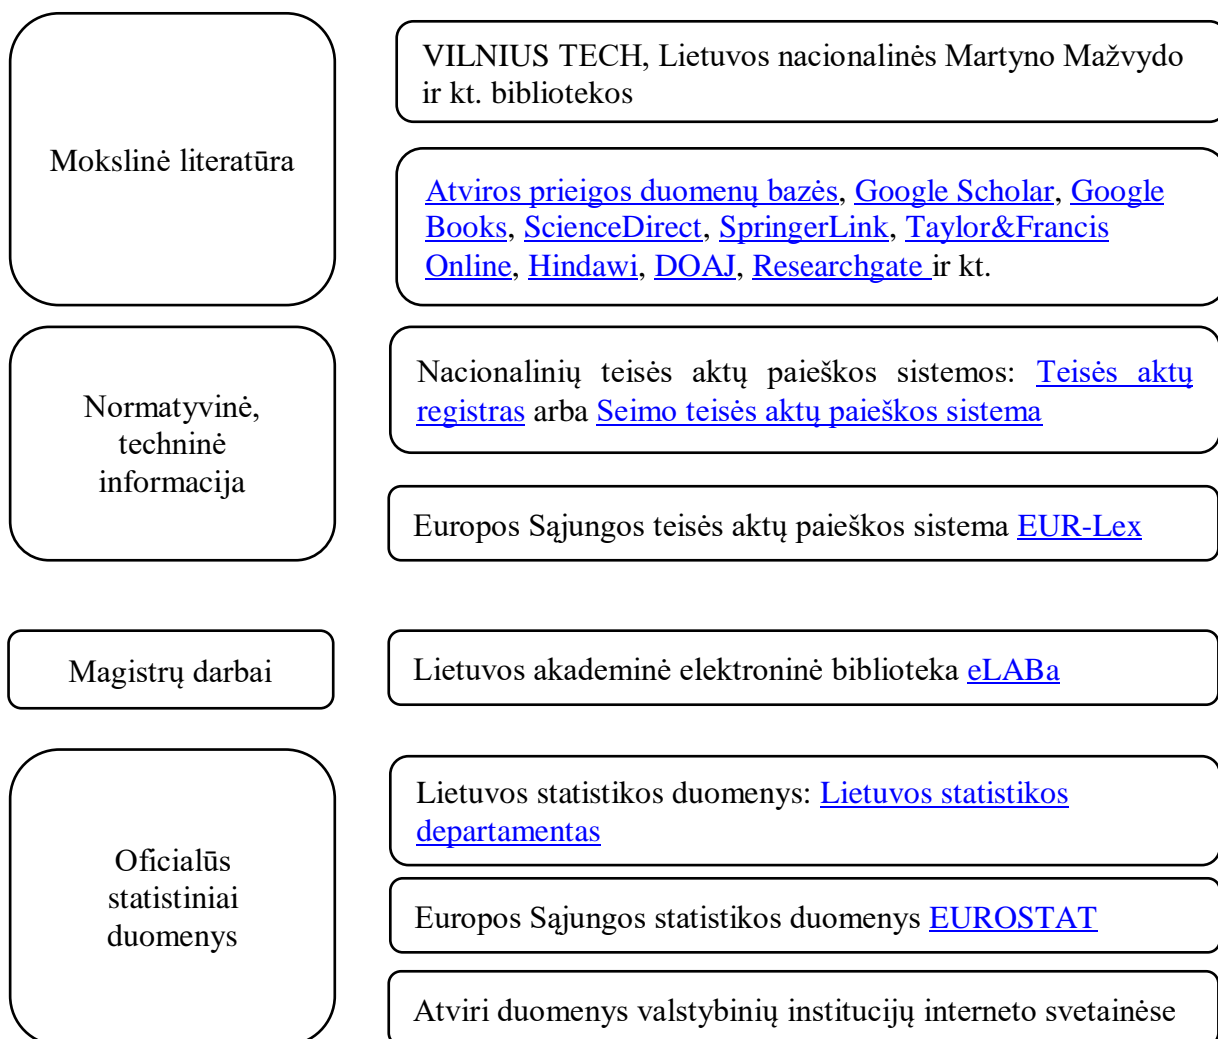 Mokslinė literatūra
VILNIUS TECH, Lietuvos nacionalinės Martyno Mažvydo
ir kt. bibliotekos
Atviros prieigos duomenų bazės, Google Scholar, Google
Books, ScienceDirect, SpringerLink, Taylor&Francis
Online, Hindawi, DOAJ, Researchgate ir kt.
Normatyvinė,
techninė
informacija
Nacionalinių teisės aktų paieškos sistemos: Teisės aktų
registras arba Seimo teisės aktų paieškos sistema
Europos Sąjungos teisės aktų paieškos sistema EUR-Lex
Magistrų darbai
Lietuvos akademinė elektroninė biblioteka eLABa
Oficialūs
statistiniai
duomenys
Lietuvos statistikos duomenys: Lietuvos statistikos
departamentas
Europos Sąjungos statistikos duomenys EUROSTAT
Atviri duomenys valstybinių institucijų interneto svetainėse